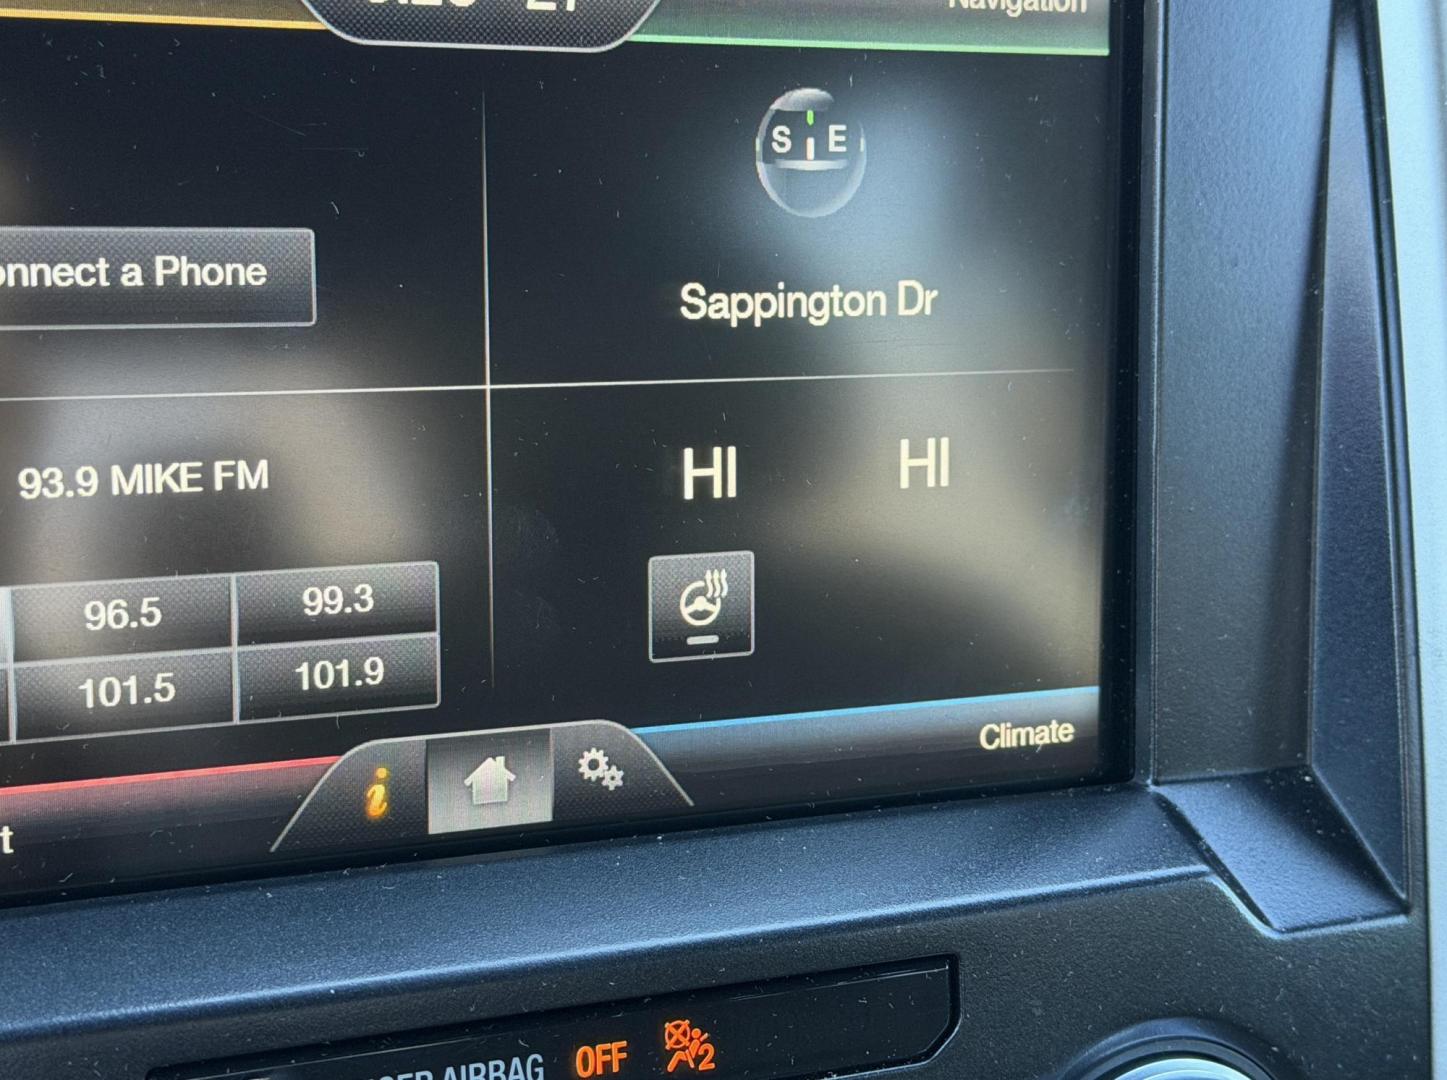 Navigation
S E
onnect a Phone
Sappington Dr
93.9 MIKE FM
HI HI
96.5 99.3
101.5 101.9
Climate
i
t
GER AIRBAG OFF 2